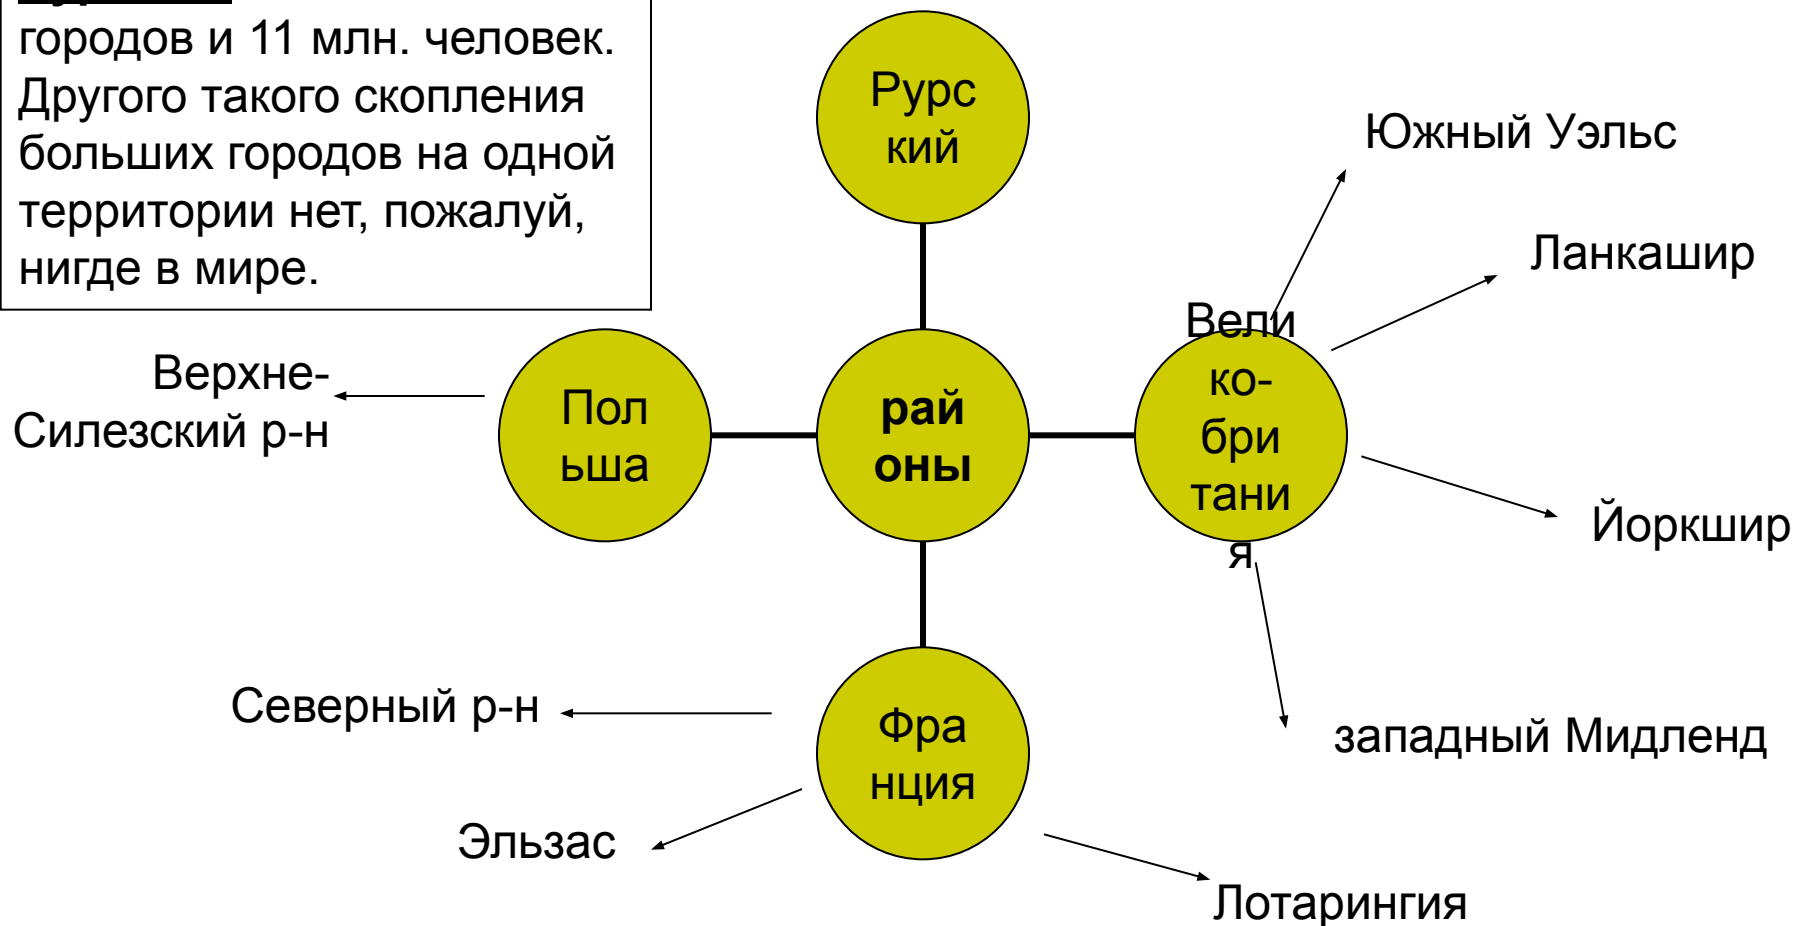 городов и 11 млн. человек.
Другого такого скопления
больших городов на одной
территории нет, пожалуй,
нигде в мире.
Рурс
кий
Южный Уэльс
Ланкашир
Верхне-
Силезский р-н
Пол
ьша
рай
оны
Вели
ко-
бри
тани
я
Йоркшир
Северный р-н
Фра
нция
западный Мидленд
Эльзас
Лотарингия